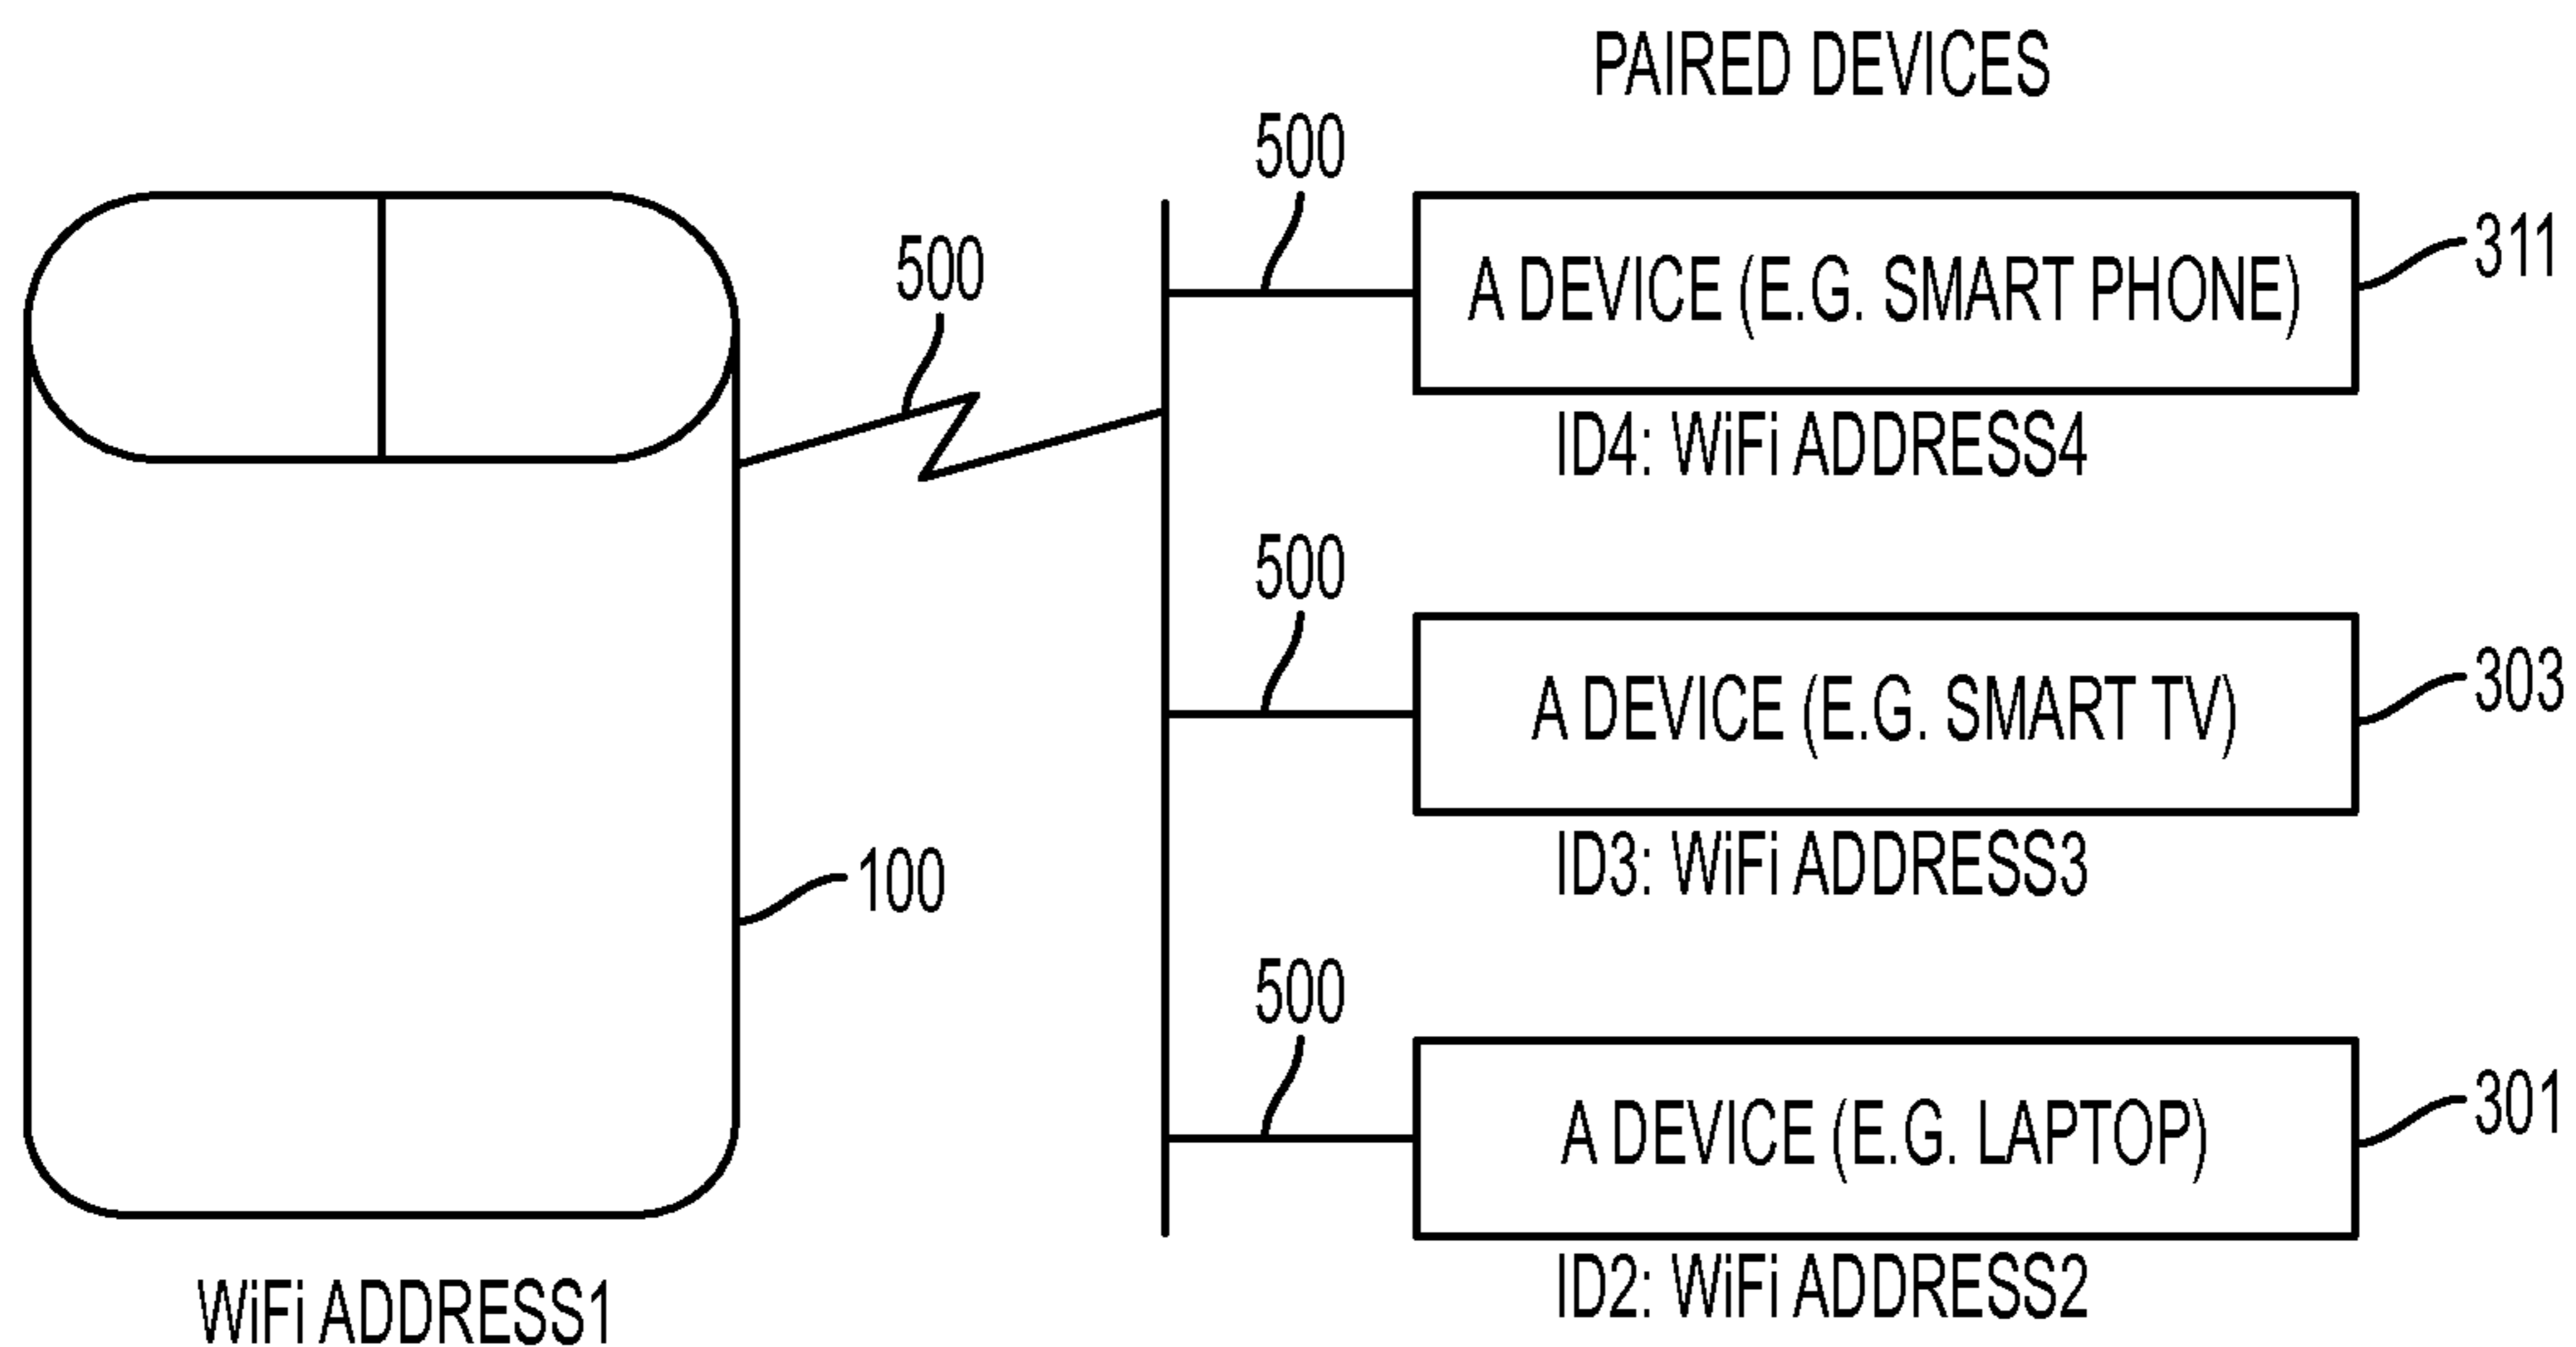 PAIRED DEVICES
500
500
A DEVICE (E.G. SMART PHONE)
311
ID4: WiFi ADDRESS4
500
A DEVICE (E.G. SMART TV)
303
ID3: WiFi ADDRESS3
100
500
A DEVICE (E.G. LAPTOP)
301
ID2: WiFi ADDRESS2
WiFi ADDRESS1